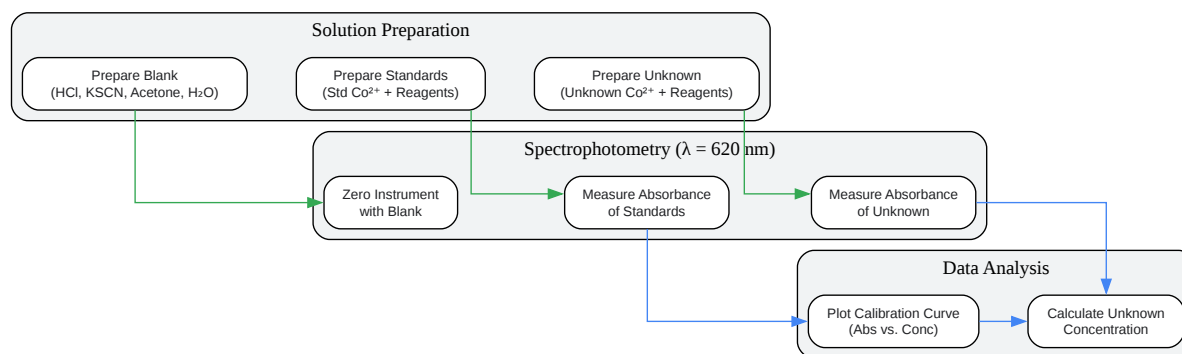 Solution Preparation
Prepare Blank
(HCl, KSCN, Acetone, H₂O)
Prepare Standards
(Std Co²⁺ + Reagents)
Prepare Unknown
(Unknown Co²⁺ + Reagents)
Spectrophotometry (λ = 620 nm)
Zero Instrument
with Blank
Measure Absorbance
of Standards
Measure Absorbance
of Unknown
Data Analysis
Plot Calibration Curve
(Abs vs. Conc)
Calculate Unknown
Concentration